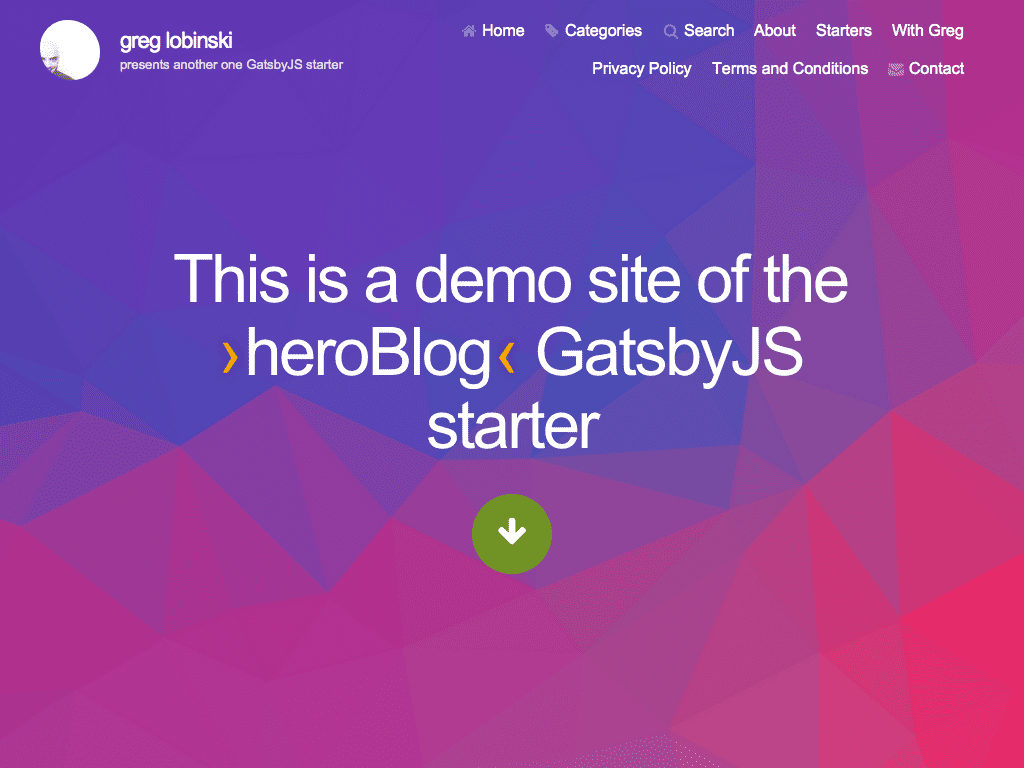 greg lobinski
presents another one GatsbyJS starter
Home Categories Search About Starters With Greg
Privacy Policy Terms and Conditions Contact
This is a demo site of the
›heroBlog‹ GatsbyJS
starter